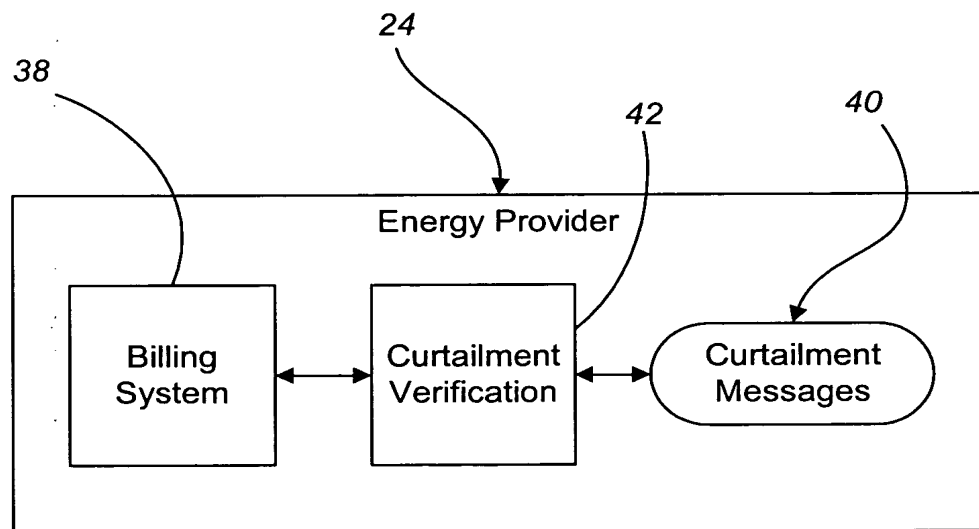 24
38
42
40
Energy Provider
Billing
System
Curtailment
Verification
Curtailment
Messages